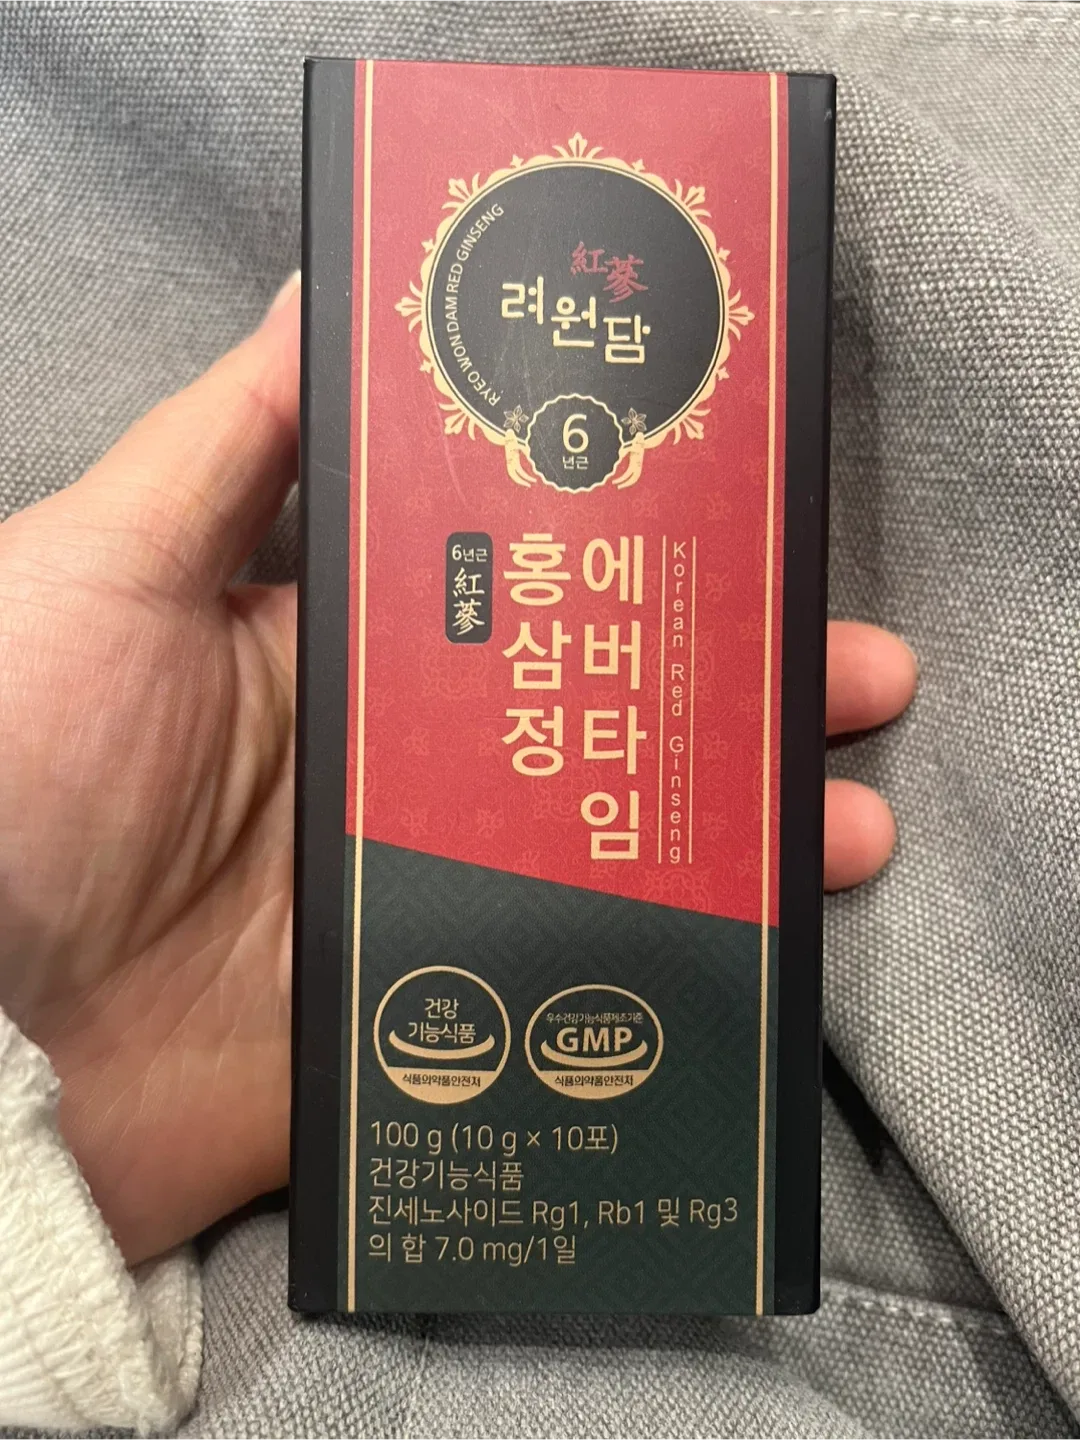 RYEO WON DAM RED GINSENG
紅蔘
려원담
6
년근
Korean Red Ginseng
에버타임
홍삼정
6년근
紅蔘
건강
기능식품
식품의약품안전처
우수건강기능식품제조기준
GMP
식품의약품안전처
100 g (10 g × 10포)
건강기능식품
진세노사이드 Rg1, Rb1 및 Rg3
의 합 7.0 mg/1일